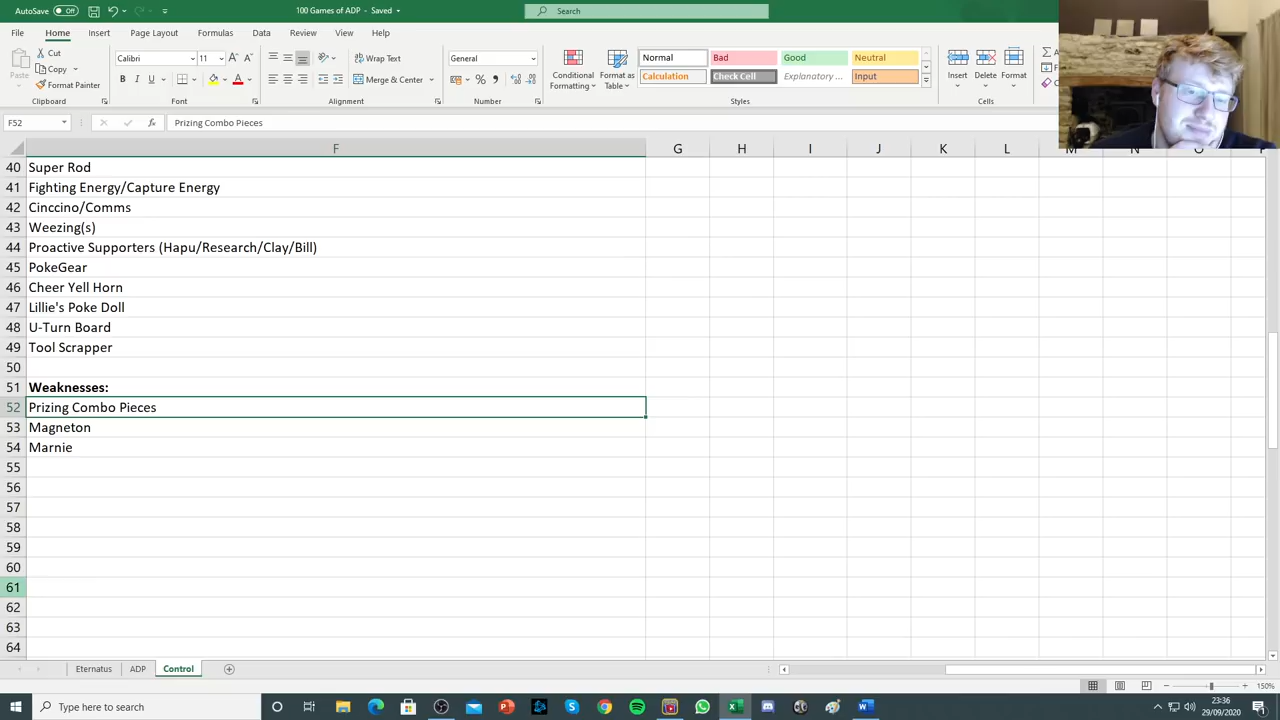 AutoSave Off 100 Games of ADP - Saved Search
File Home Insert Page Layout Formulas Data Review View Help
Paste Cut Copy Format Painter Clipboard
Calibri 11 B I U Font
Wrap Text Merge & Center Alignment
General % Number
Conditional Formatting Format as Table
Normal Bad Good Neutral
Calculation Check Cell Explanatory ... Input
Styles
Insert Delete Format Cells
F52 fx Prizing Combo Pieces
F G H I J K L M N O P
40 Super Rod
41 Fighting Energy/Capture Energy
42 Cinccino/Comms
43 Weezing(s)
44 Proactive Supporters (Hapu/Research/Clay/Bill)
45 PokeGear
46 Cheer Yell Horn
47 Lillie's Poke Doll
48 U-Turn Board
49 Tool Scrapper
50
51 Weaknesses:
52 Prizing Combo Pieces
53 Magneton
54 Marnie
55
56
57
58
59
60
61
62
63
64
Eternatus ADP Control
150%
Type here to search
23:36
29/09/2020